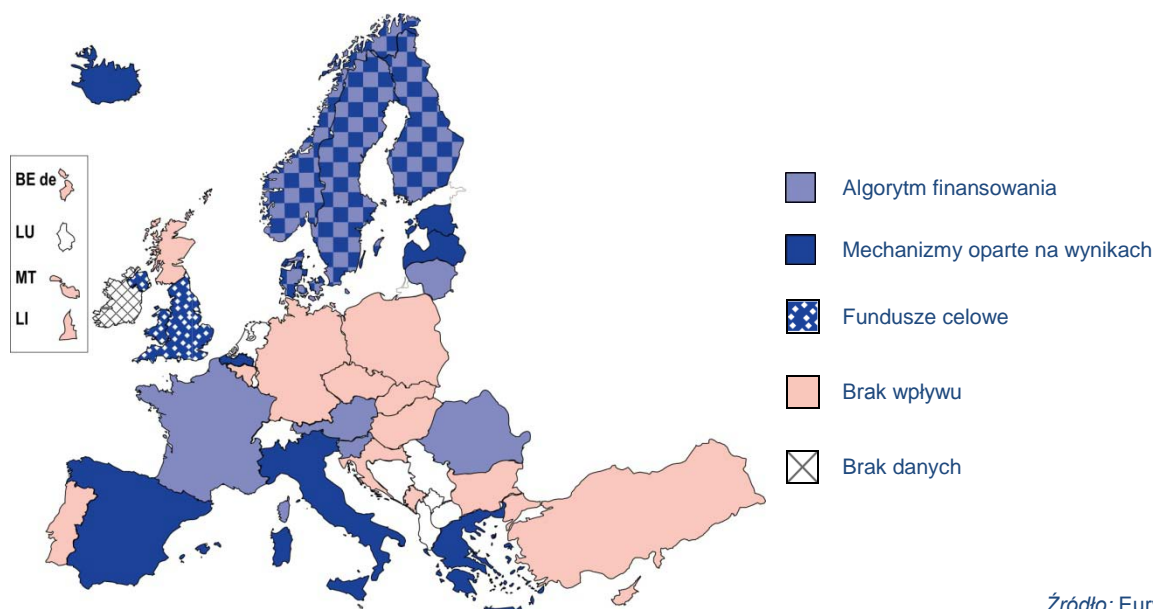 BE de
LU
MT
LI
Algorytm finansowania
Mechanizmy oparte na wynikach
Fundusze celowe
Brak wpływu
Brak danych
Źródło: Eur